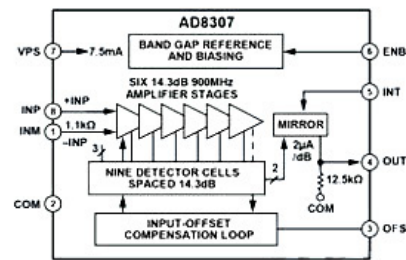 AD8307
VPS 7
7.5mA
BAND GAP REFERENCE
AND BIASING
6 ENB
SIX 14.3dB 900MHz
AMPLIFIER STAGES
5 INT
INP 8
+INP
MIRROR
INM 1
1.1kΩ
–INP
3
2μA
/dB
4 OUT
NINE DETECTOR CELLS
SPACED 14.3dB
2
12.5kΩ
COM
COM 2
INPUT-OFFSET
COMPENSATION LOOP
3 OFS